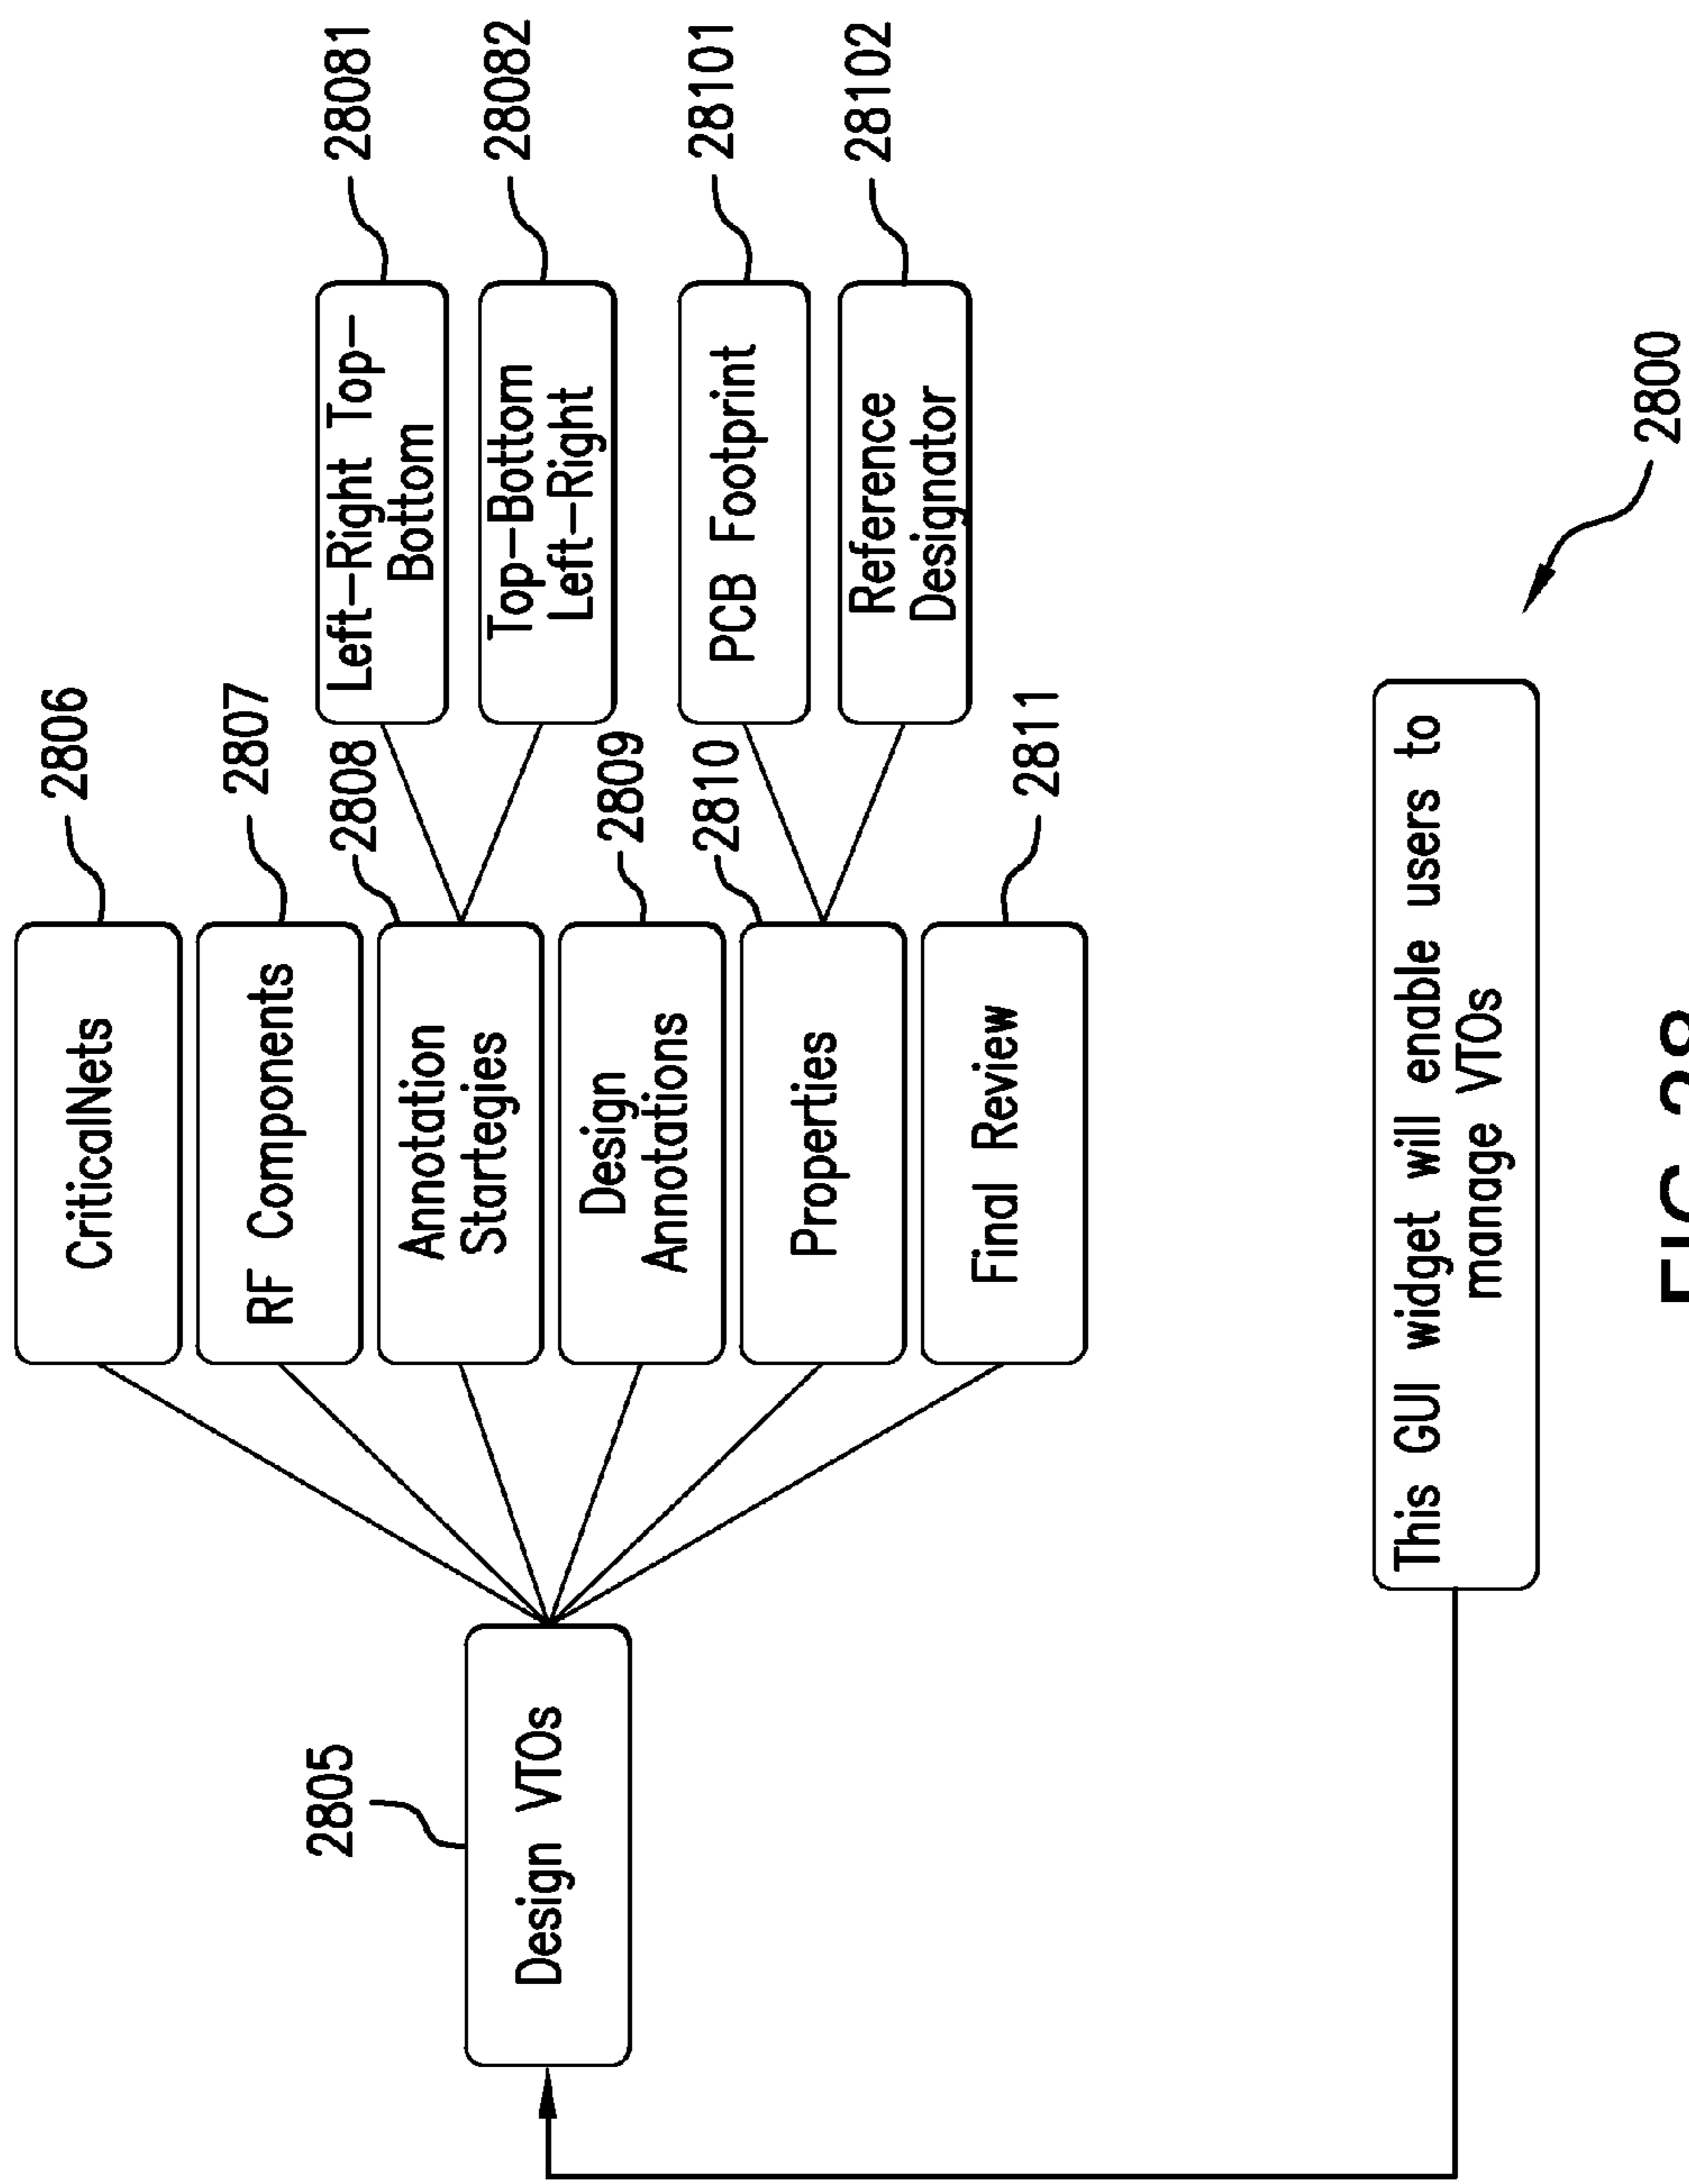 2805
Design VTOs
2806
CriticalNets
2807
RF Components
2808
Annotation
Startegies
28081
Left-Right Top-
Bottom
28082
Top-Bottom
Left-Right
2809
Design
Annotations
2810
Properties
28101
PCB Footprint
28102
Reference
Designator
2811
Final Review
This GUI widget will enable users to
manage VTOs
2800
FIG.28